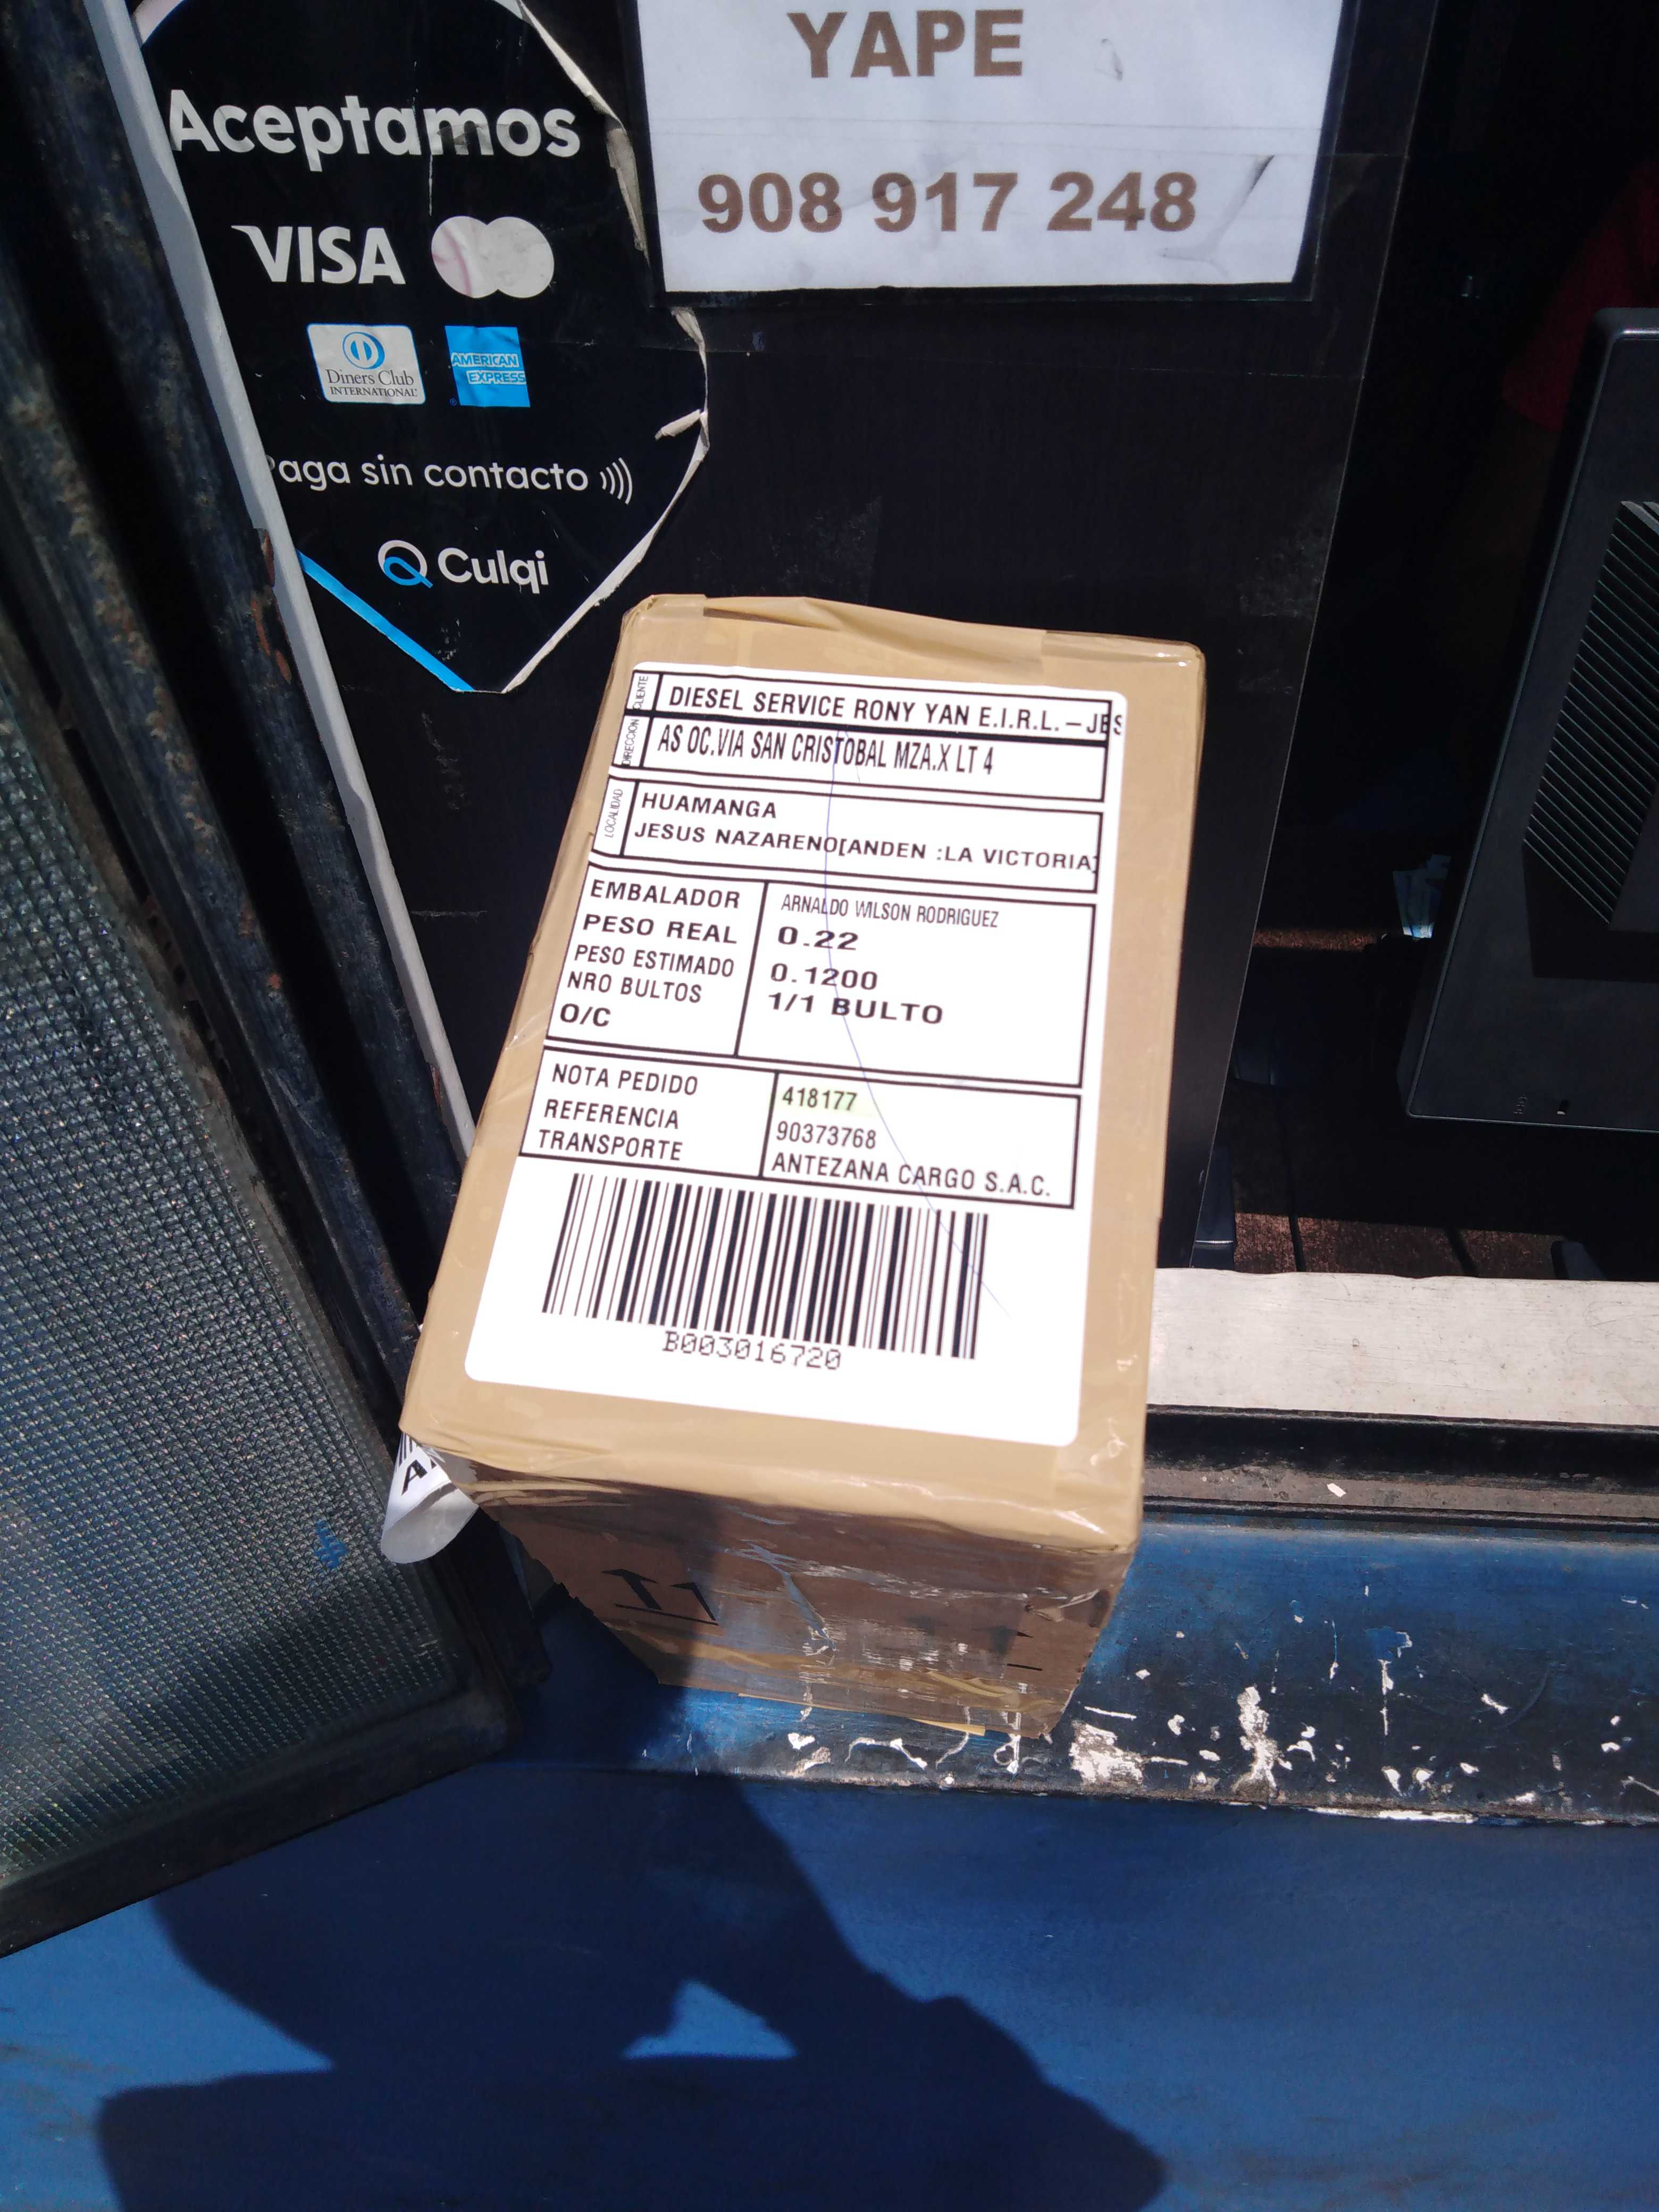 YAPE
908 917 248
Aceptamos
VISA
Diners Club
INTERNATIONAL
AMERICAN
EXPRESS
aga sin contacto
Culqi
CLIENTE
DIESEL SERVICE RONY YAN E.I.R.L. – JES
DIRECCION
AS OC.VIA SAN CRISTOBAL MZA.X LT 4
LOCALIDAD
HUAMANGA
JESUS NAZARENO[ANDEN :LA VICTORIA]
EMBALADOR ARNALDO WILSON RODRIGUEZ
PESO REAL 0.22
PESO ESTIMADO 0.1200
NRO BULTOS 1/1 BULTO
O/C
NOTA PEDIDO 418177
REFERENCIA 90373768
TRANSPORTE ANTEZANA CARGO S.A.C.
B003016720